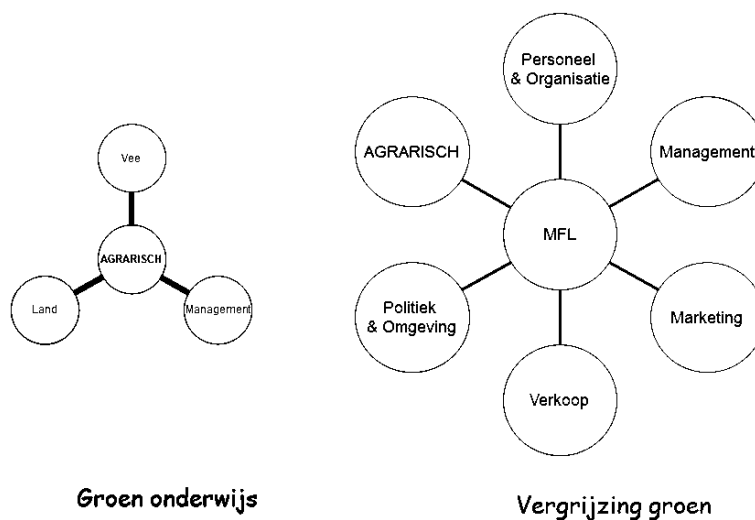 Vee
AGRARISCH
Land
Management
Groen onderwijs
Personeel
& Organisatie
AGRARISCH
Management
MFL
Politiek
& Omgeving
Marketing
Verkoop
Vergrijzing groen